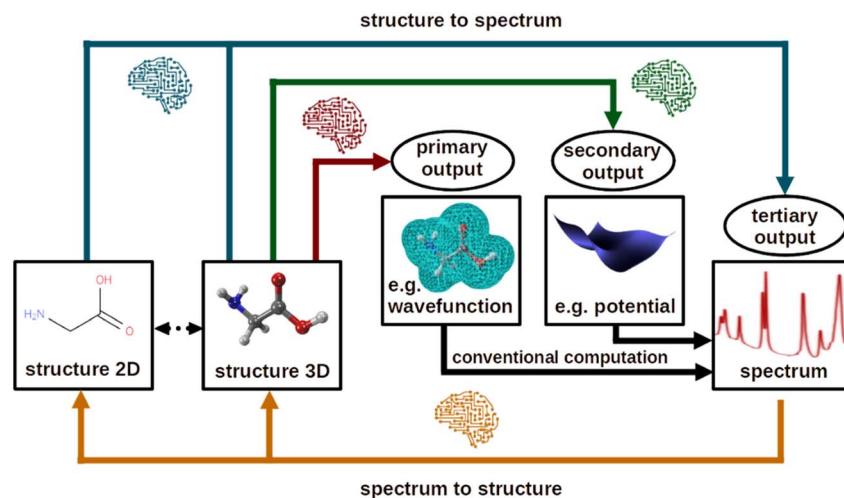 structure to spectrum
primary
output
secondary
output
tertiary
output
OH
H₂N
O
structure 2D
structure 3D
e.g.
wavefunction
e.g. potential
conventional computation
spectrum
spectrum to structure